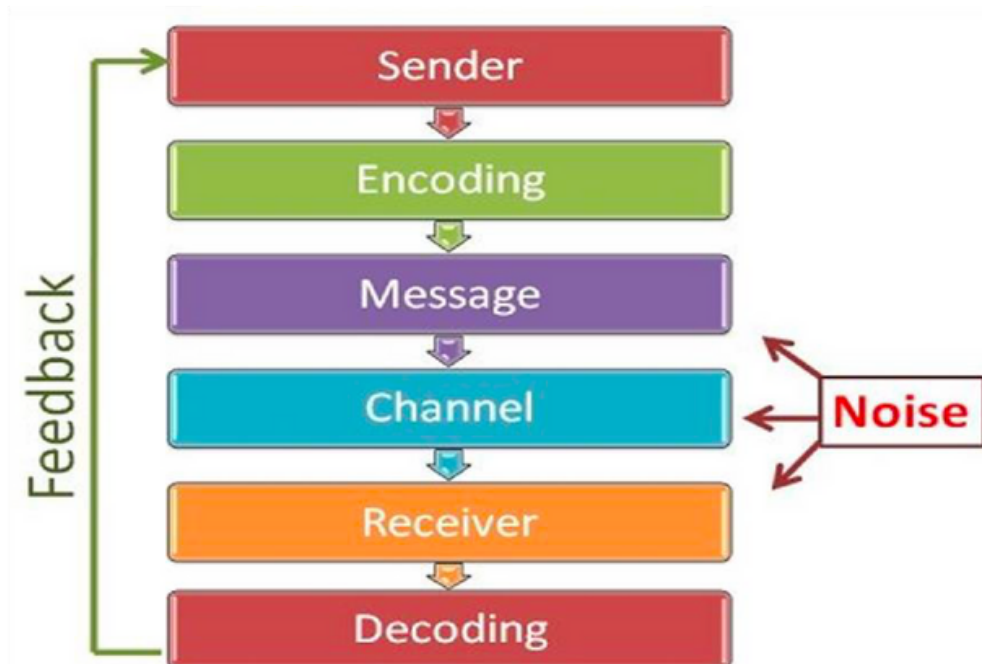 Sender
Encoding
Message
Channel
Receiver
Decoding
Feedback
Noise